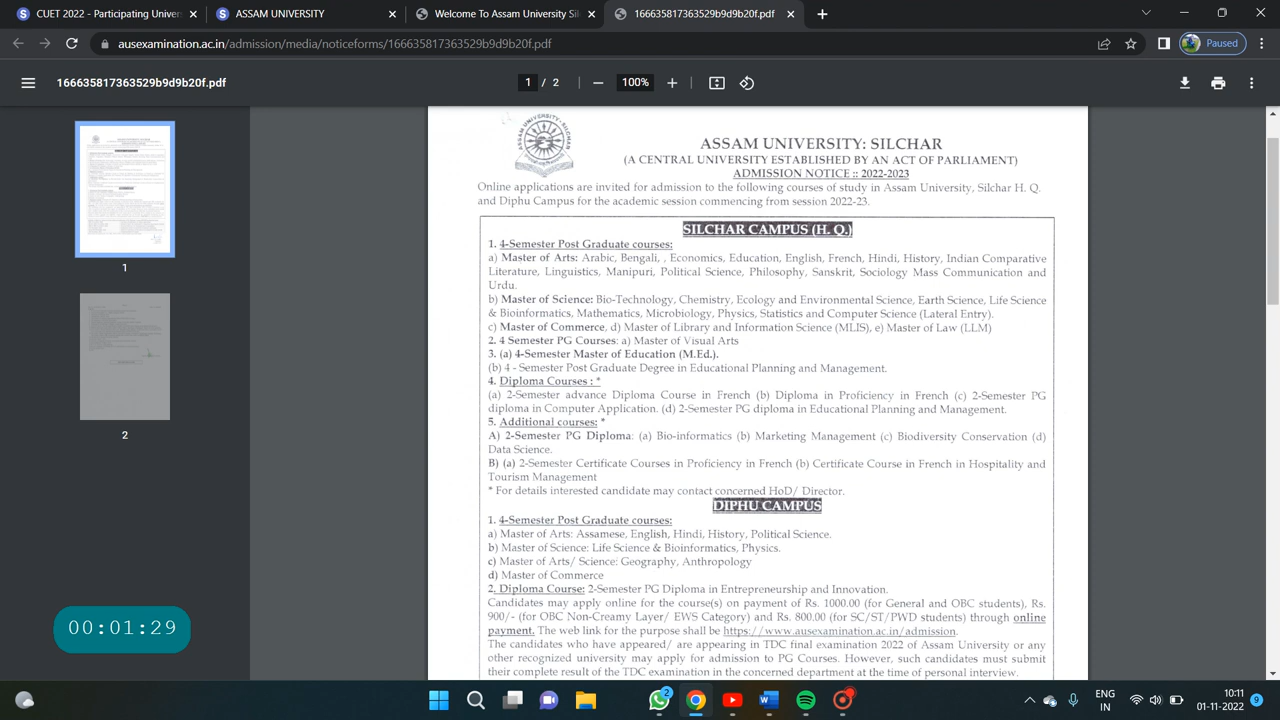 CUET 2022 - Participating Univers
ASSAM UNIVERSITY
Welcome To Assam University Sil
166635817363529b9d9b20f.pdf
ausexamination.ac.in/admission/media/noticeforms/166635817363529b9d9b20f.pdf
Paused
166635817363529b9d9b20f.pdf
1 / 2
100%
1
2
ASSAM UNIVERSITY: SILCHAR
(A CENTRAL UNIVERSITY ESTABLISHED BY AN ACT OF PARLIAMENT)
ADMISSION NOTICE :: 2022-2023
Online applications are invited for admission to the following courses of study in Assam University, Silchar H. Q.
and Diphu Campus for the academic session commencing from session 2022-23.
SILCHAR CAMPUS (H. Q.)
1. 4-Semester Post Graduate courses:
a) Master of Arts: Arabic, Bengali, , Economics, Education, English, French, Hindi, History, Indian Comparative
Literature, Linguistics, Manipuri, Political Science, Philosophy, Sanskrit, Sociology Mass Communication and
Urdu.
b) Master of Science: Bio-Technology, Chemistry, Ecology and Environmental Science, Earth Science, Life Science
& Bioinformatics, Mathematics, Microbiology, Physics, Statistics and Computer Science (Lateral Entry).
c) Master of Commerce, d) Master of Library and Information Science (MLIS), e) Master of Law (LLM)
2. 4 Semester PG Courses: a) Master of Visual Arts
3. (a) 4-Semester Master of Education (M.Ed.).
(b) 4 - Semester Post Graduate Degree in Educational Planning and Management.
4. Diploma Courses : *
(a) 2-Semester advance Diploma Course in French (b) Diploma in Proficiency in French (c) 2-Semester PG
diploma in Computer Application. (d) 2-Semester PG diploma in Educational Planning and Management.
5. Additional courses: *
A) 2-Semester PG Diploma: (a) Bio-informatics (b) Marketing Management (c) Biodiversity Conservation (d)
Data Science.
B) (a) 2-Semester Certificate Courses in Proficiency in French (b) Certificate Course in French in Hospitality and
Tourism Management
* For details interested candidate may contact concerned HoD/ Director.
DIPHU CAMPUS
1. 4-Semester Post Graduate courses:
a) Master of Arts: Assamese, English, Hindi, History, Political Science.
b) Master of Science: Life Science & Bioinformatics, Physics.
c) Master of Arts/ Science: Geography, Anthropology
d) Master of Commerce
2. Diploma Course: 2-Semester PG Diploma in Entrepreneurship and Innovation.
Candidates may apply online for the course(s) on payment of Rs. 1000.00 (for General and OBC students), Rs.
900/- (for OBC Non-Creamy Layer/ EWS Category) and Rs. 800.00 (for SC/ST/PWD students) through online
payment. The web link for the purpose shall be https://www.ausexamination.ac.in/admission.
The candidates who have appeared/ are appearing in TDC final examination 2022 of Assam University or any
other recognized university may apply for admission to PG Courses. However, such candidates must submit
their complete result of the TDC examination in the concerned department at the time of personal interview.
00:01:29
2
ENG
IN
10:11
01-11-2022
9